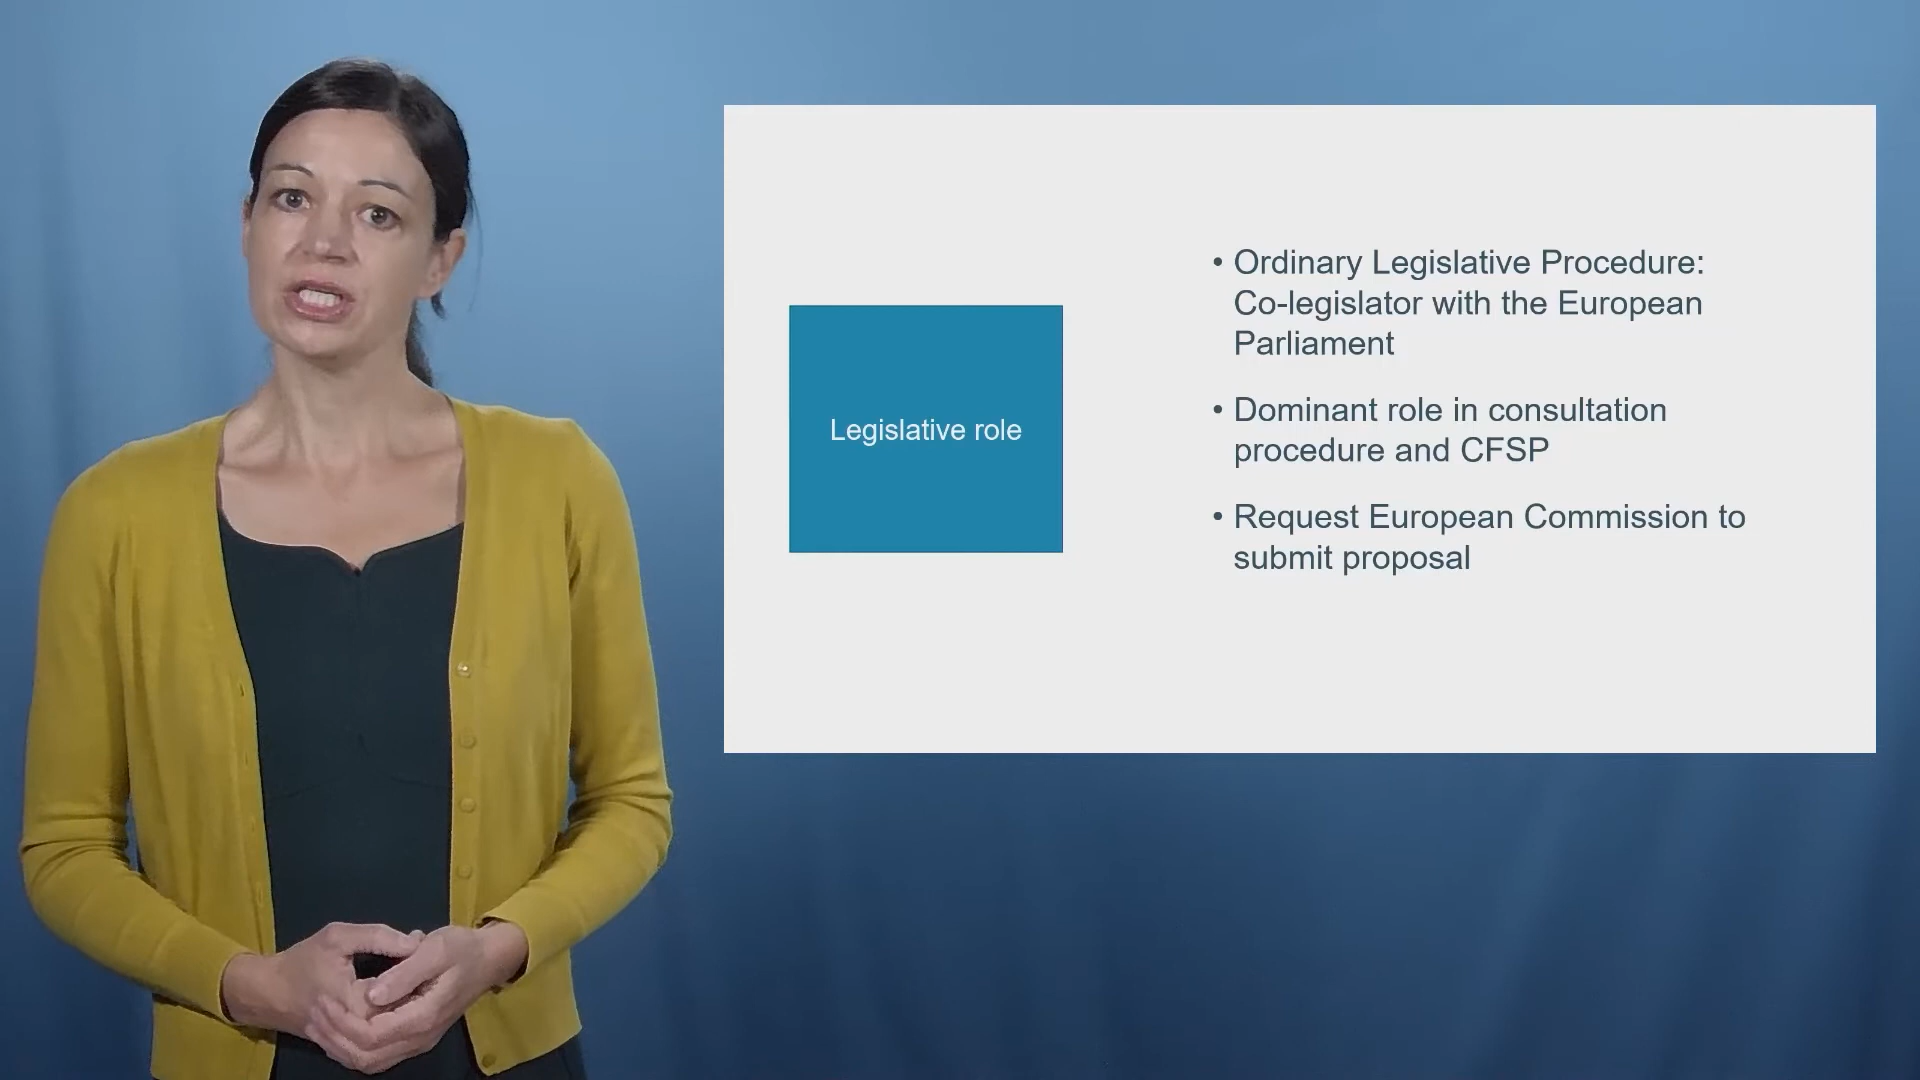 Legislative role
• Ordinary Legislative Procedure:
Co-legislator with the European
Parliament
• Dominant role in consultation
procedure and CFSP
• Request European Commission to
submit proposal